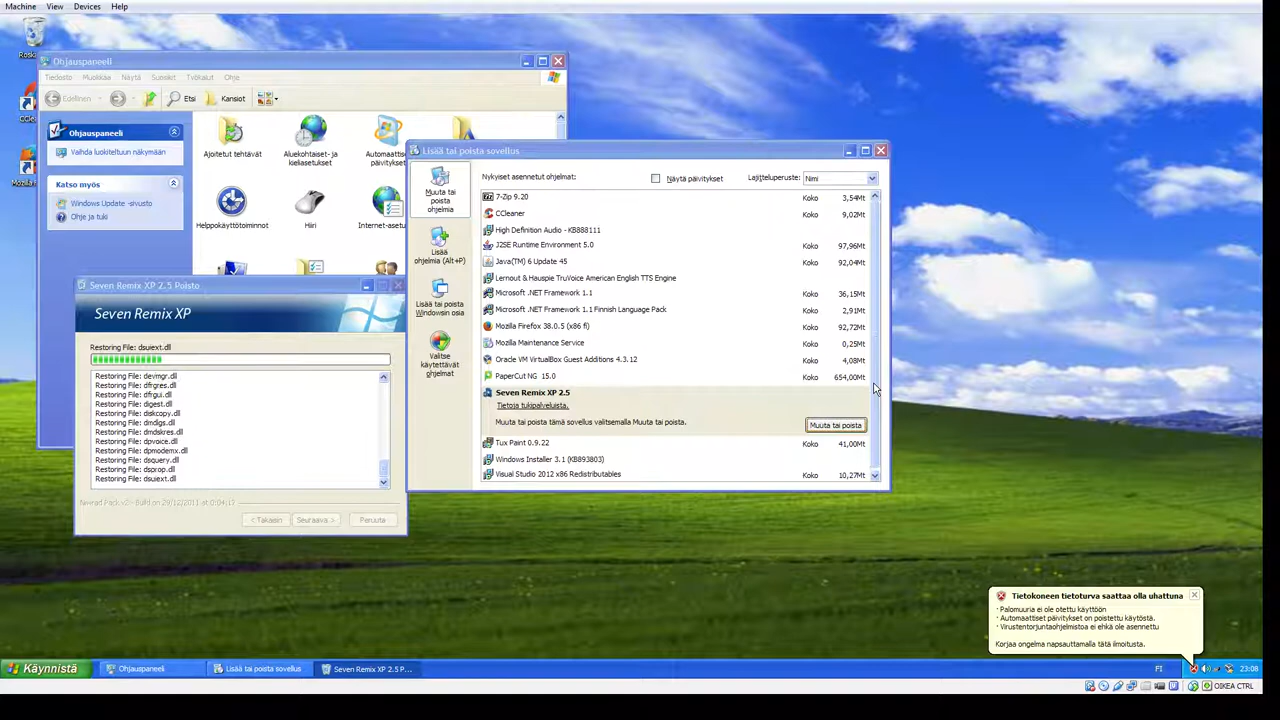 Machine View Devices Help
Ohjauspaneeli
Tiedosto Muokkaa Näytä Suosikit Työkalut Ohje
Edellinen Etsi Kansiot
Ohjauspaneeli
Vaihda luokiteltuun näkymään
Katso myös
Windows Update -sivusto
Ohje ja tuki
Ajoitetut tehtävät
Aluekohtaiset- ja
kieliasetukset
Automaatt
päivitykset
Helppokäyttötoiminnot
Hiiri
Internet-asetu
Lisää tai poista sovellus
Muuta tai
poista
ohjelmia
Lisää
ohjelmia (Alt+P)
Lisää tai poista
Windowsin osia
Valitse
käytettävät
ohjelmat
Nykyiset asennetut ohjelmat:
Näytä päivitykset
Lajitteluperuste: Nimi
7-Zip 9.20 Koko 3,54Mt
CCleaner Koko 9,02Mt
High Definition Audio - KB888111
J2SE Runtime Environment 5.0 Koko 97,96Mt
Java(TM) 6 Update 45 Koko 92,04Mt
Lernout & Hauspie TruVoice American English TTS Engine
Microsoft .NET Framework 1.1 Koko 36,15Mt
Microsoft .NET Framework 1.1 Finnish Language Pack Koko 2,91Mt
Mozilla Firefox 38.0.5 (x86 fi) Koko 92,72Mt
Mozilla Maintenance Service Koko 0,25Mt
Oracle VM VirtualBox Guest Additions 4.3.12 Koko 4,08Mt
PaperCut NG 15.0 Koko 654,00Mt
Seven Remix XP 2.5
Tietoja tukipalveluista.
Muuta tai poista tämä sovellus valitsemalla Muuta tai poista.
Muuta tai poista
Tux Paint 0.9.22 Koko 41,00Mt
Windows Installer 3.1 (KB893803)
Visual Studio 2012 x86 Redistributables Koko 10,27Mt
Seven Remix XP 2.5 Poisto
Seven Remix XP
Restoring File: dsuiext.dll
Restoring File: devmgr.dll
Restoring File: dfrgres.dll
Restoring File: dfrgui.dll
Restoring File: digest.dll
Restoring File: diskcopy.dll
Restoring File: dmdlgs.dll
Restoring File: dmdskres.dll
Restoring File: dpvoice.dll
Restoring File: dpmodemx.dll
Restoring File: dsquery.dll
Restoring File: dsprop.dll
Restoring File: dsuiext.dll
< Takaisin Seuraava > Peruuta
Tietokoneen tietoturva saattaa olla uhattuna
· Palomuuria ei ole otettu käyttöön
· Automaattiset päivitykset on poistettu käytöstä.
· Virustentorjuntaohjelmistoa ei ehkä ole asennettu
Korjaa ongelma napsauttamalla tätä ilmoitusta.
Käynnistä Ohjauspaneeli Lisää tai poista sovellus Seven Remix XP 2.5 P... FI 23:08
OIKEA CTRL